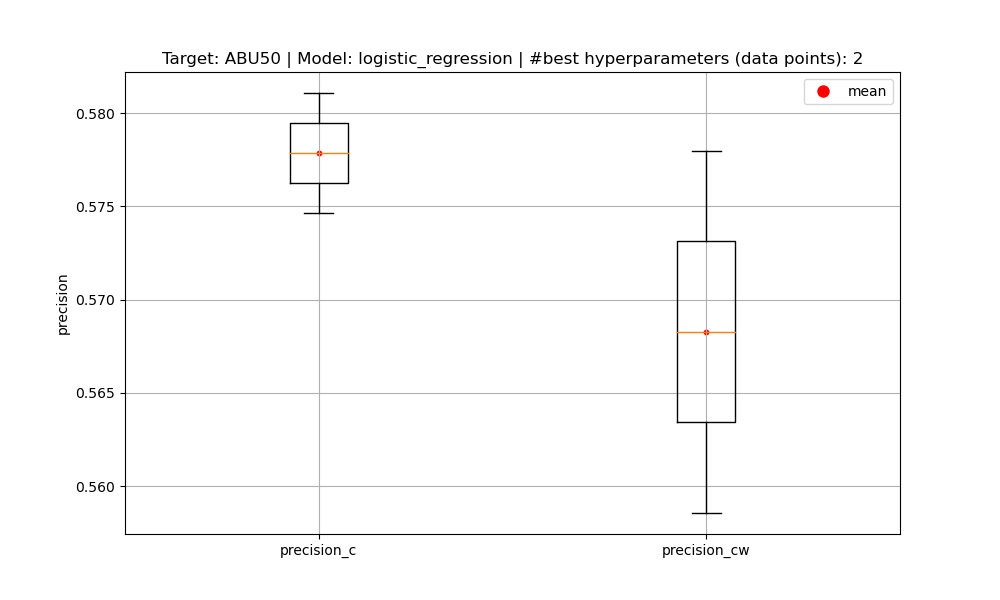 Target: ABU50 | Model: logistic_regression | #best hyperparameters (data points): 2
mean
0.580
0.575
0.570
0.565
0.560
precision
precision_c
precision_cw